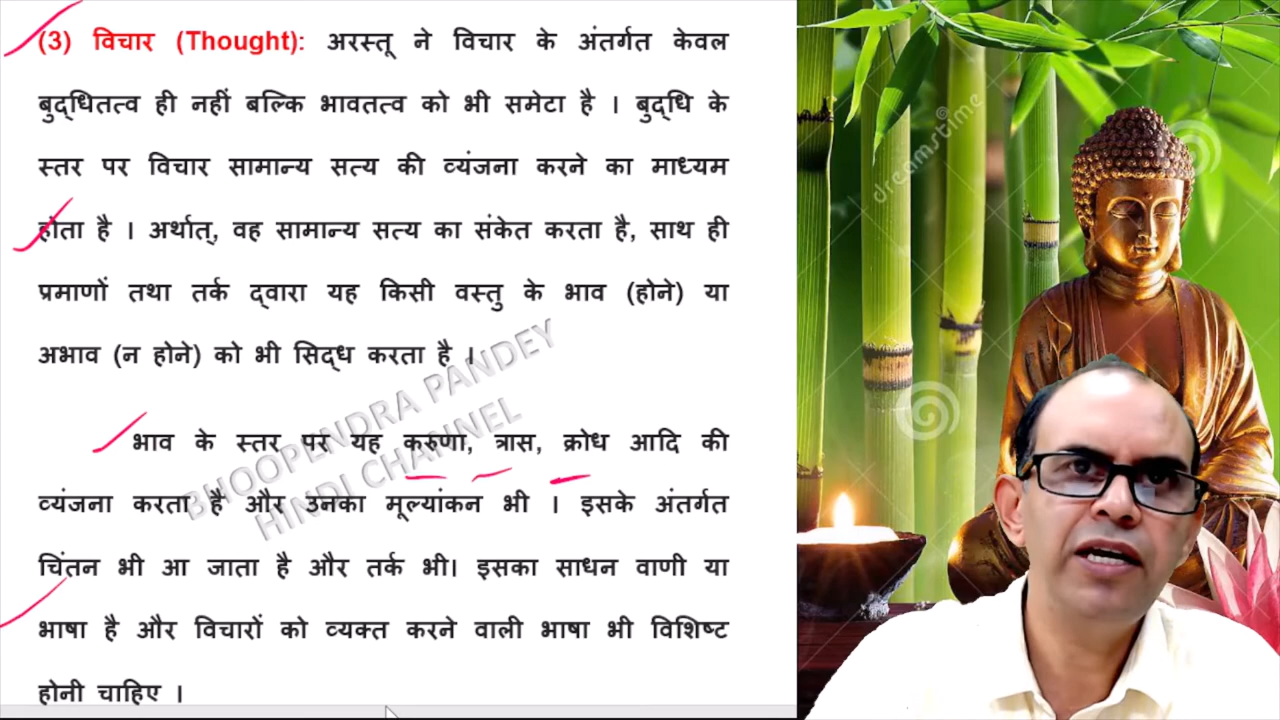 (3) विचार (Thought): अरस्तू ने विचार के अंतर्गत केवल
बुद्धितत्व ही नहीं बल्कि भावतत्व को भी समेटा है । बुद्धि के
स्तर पर विचार सामान्य सत्य की व्यंजना करने का माध्यम
होता है । अर्थात्, वह सामान्य सत्य का संकेत करता है, साथ ही
प्रमाणों तथा तर्क द्वारा यह किसी वस्तु के भाव (होने) या
अभाव (न होने) को भी सिद्ध करता है ।
भाव के स्तर पर यह करुणा, त्रास, क्रोध आदि की
व्यंजना करता है और उनका मूल्यांकन भी । इसके अंतर्गत
चिंतन भी आ जाता है और तर्क भी। इसका साधन वाणी या
भाषा है और विचारों को व्यक्त करने वाली भाषा भी विशिष्ट
होनी चाहिए ।
BHOOPENDRA PANDEY
HINDI CHANNEL
dreamstime